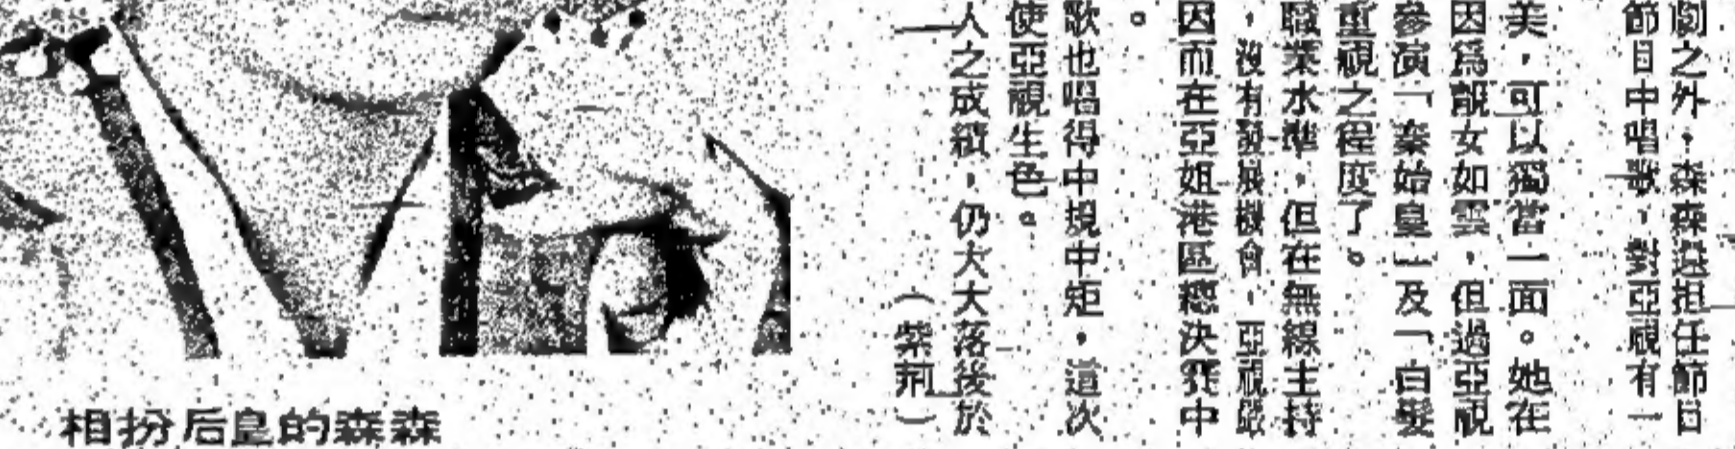 劇之外，森森還担任節目
節目中唱歌，對亞視有一
美，可以獨當一面。她在
因爲靚女如雲，但過亞視
參演「秦始皇」及「白髮
重視之程度了。
職業水準，但在無線主持
，沒有發展機會，亞視嚴
因而在亞姐港區總決賽中
。
歌也唱得中規中矩，這次
使亞視生色。
人之成績，仍大大落後於
（紫荊）
森森的皇后扮相